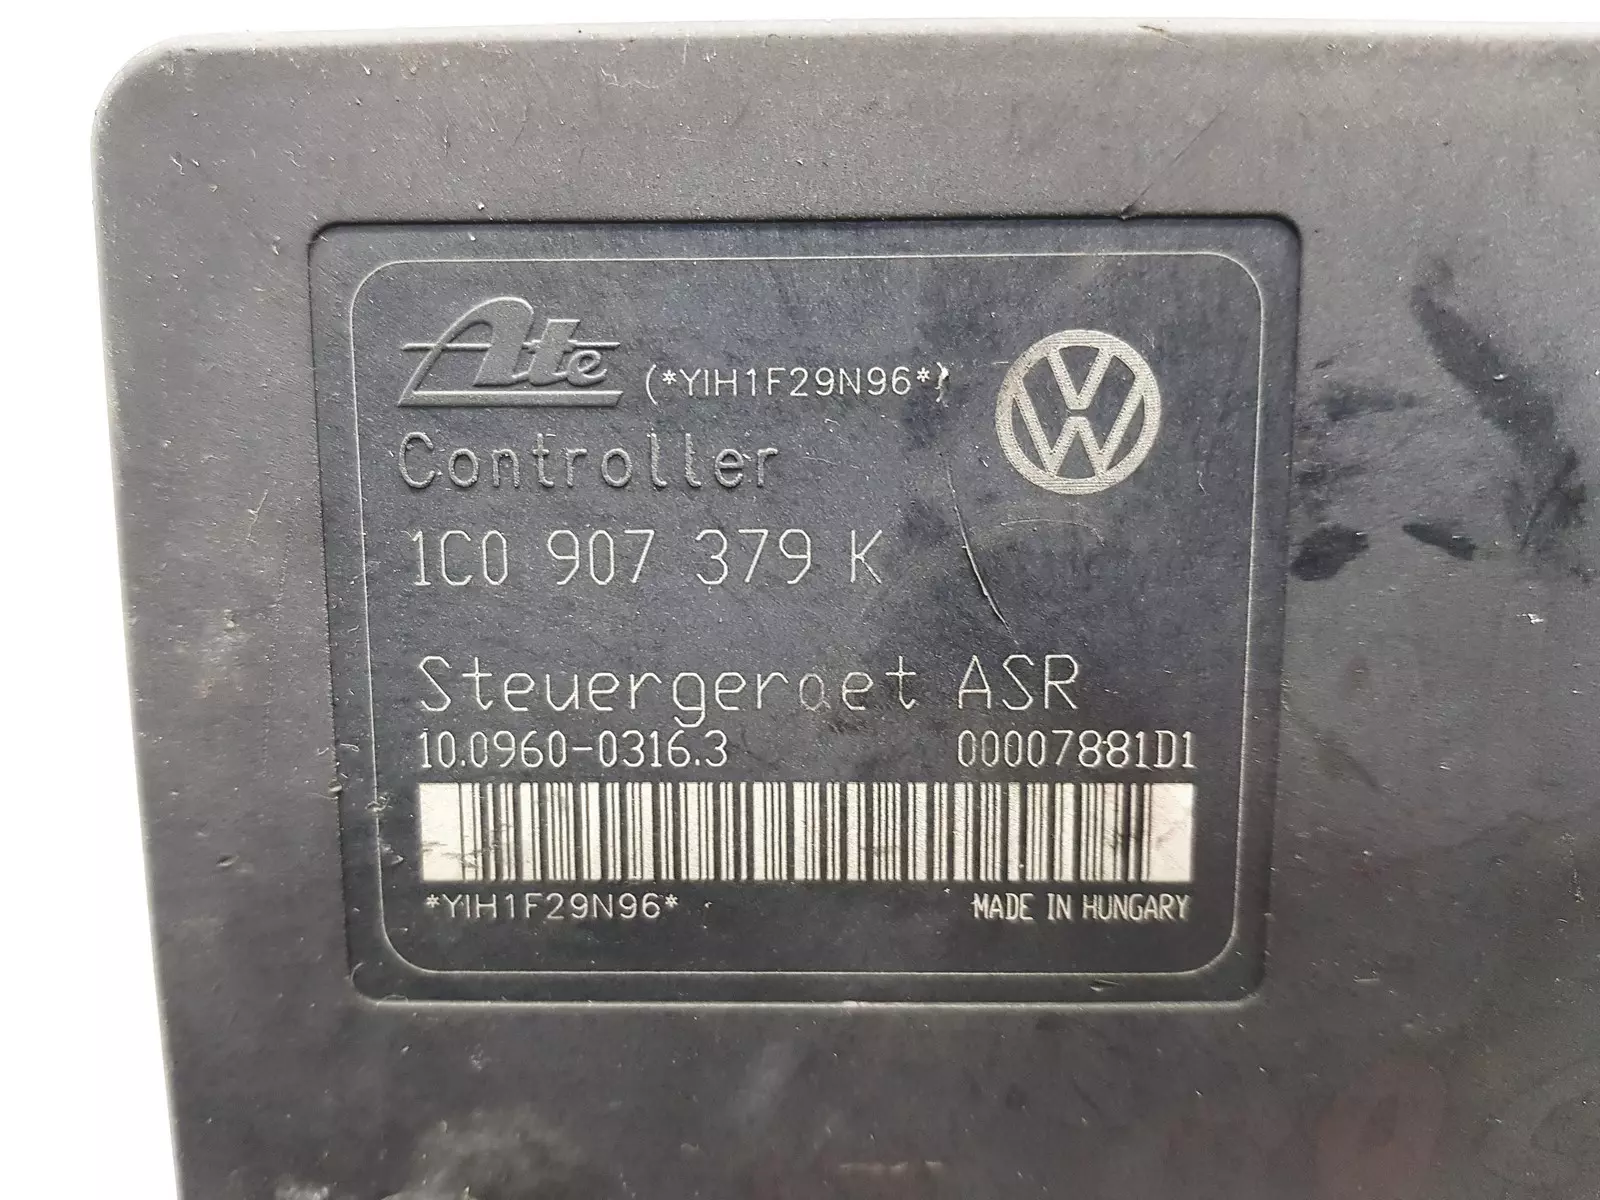 Ate (*YIH1F29N96*)
Controller
1C0 907 379 K
Steuergeraet ASR
10.0960-0316.3 00007881D1
*YIH1F29N96* MADE IN HUNGARY